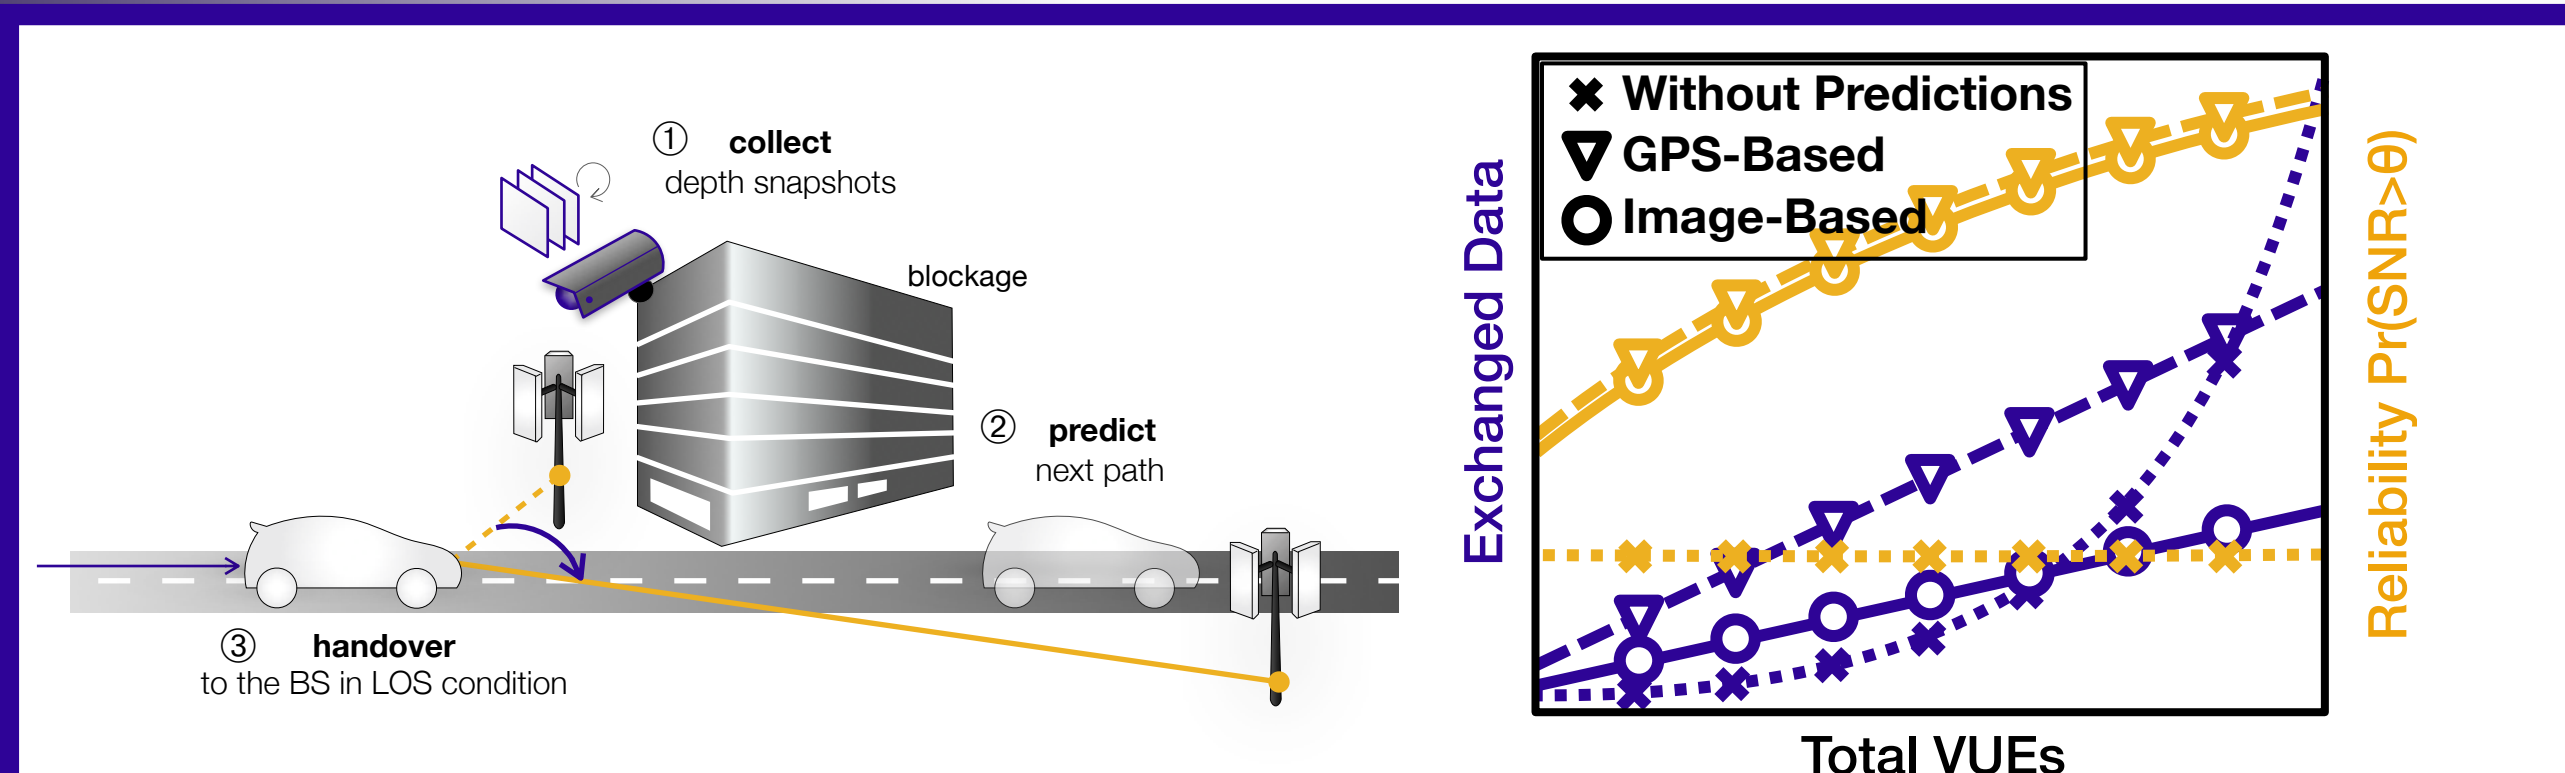 ① collect
depth snapshots
blockage
② predict
next path
③ handover
to the BS in LOS condition
Exchanged Data
Without Predictions
GPS-Based
Image-Based
Reliability Pr(SNR>θ)
Total VUEs